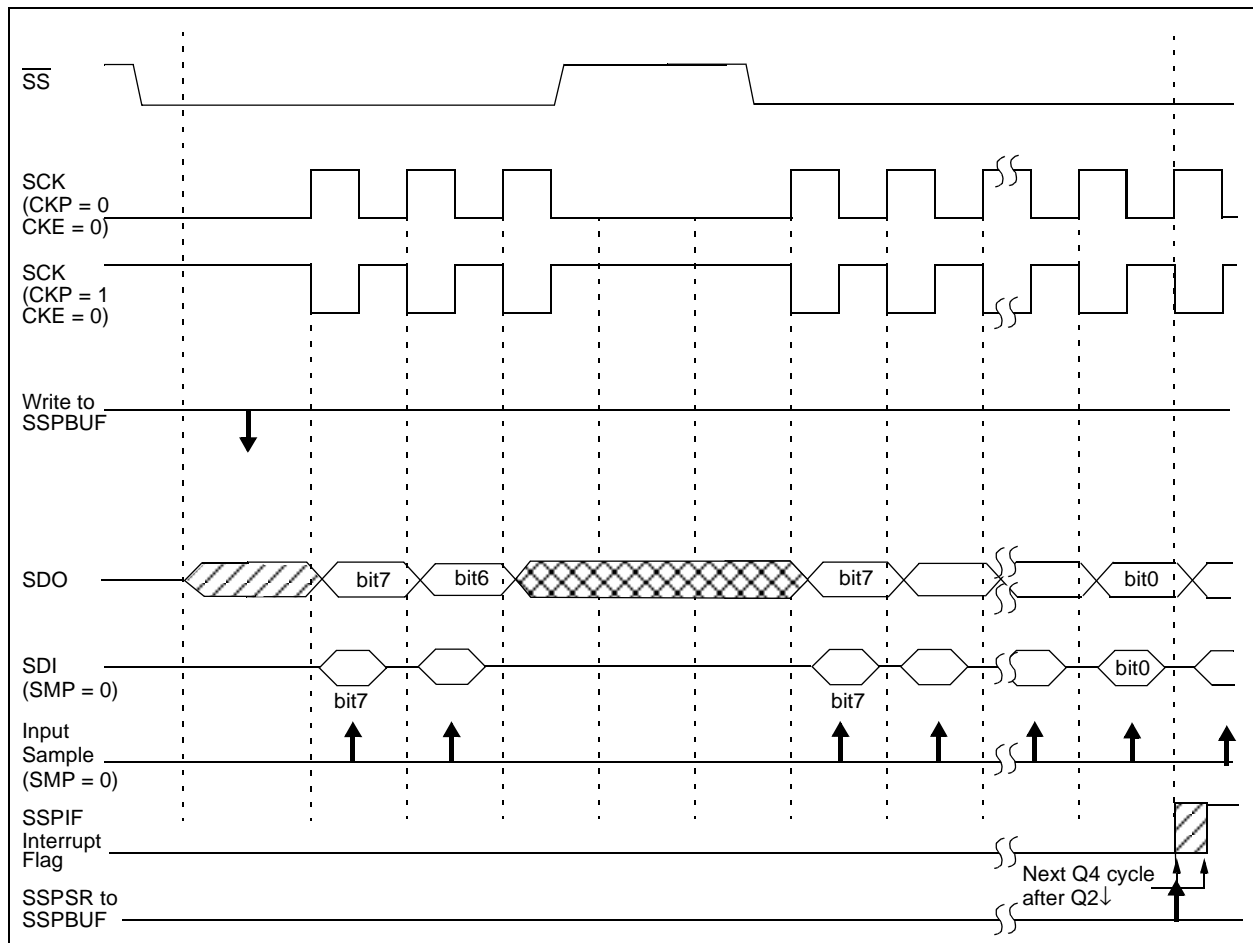 SS
SCK
(CKP = 0
CKE = 0)
SCK
(CKP = 1
CKE = 0)
Write to
SSPBUF
SDO
bit7
bit6
bit7
bit0
SDI
(SMP = 0)
bit7
bit7
bit0
Input
Sample
(SMP = 0)
SSPIF
Interrupt
Flag
Next Q4 cycle
after Q2↓
SSPSR to
SSPBUF